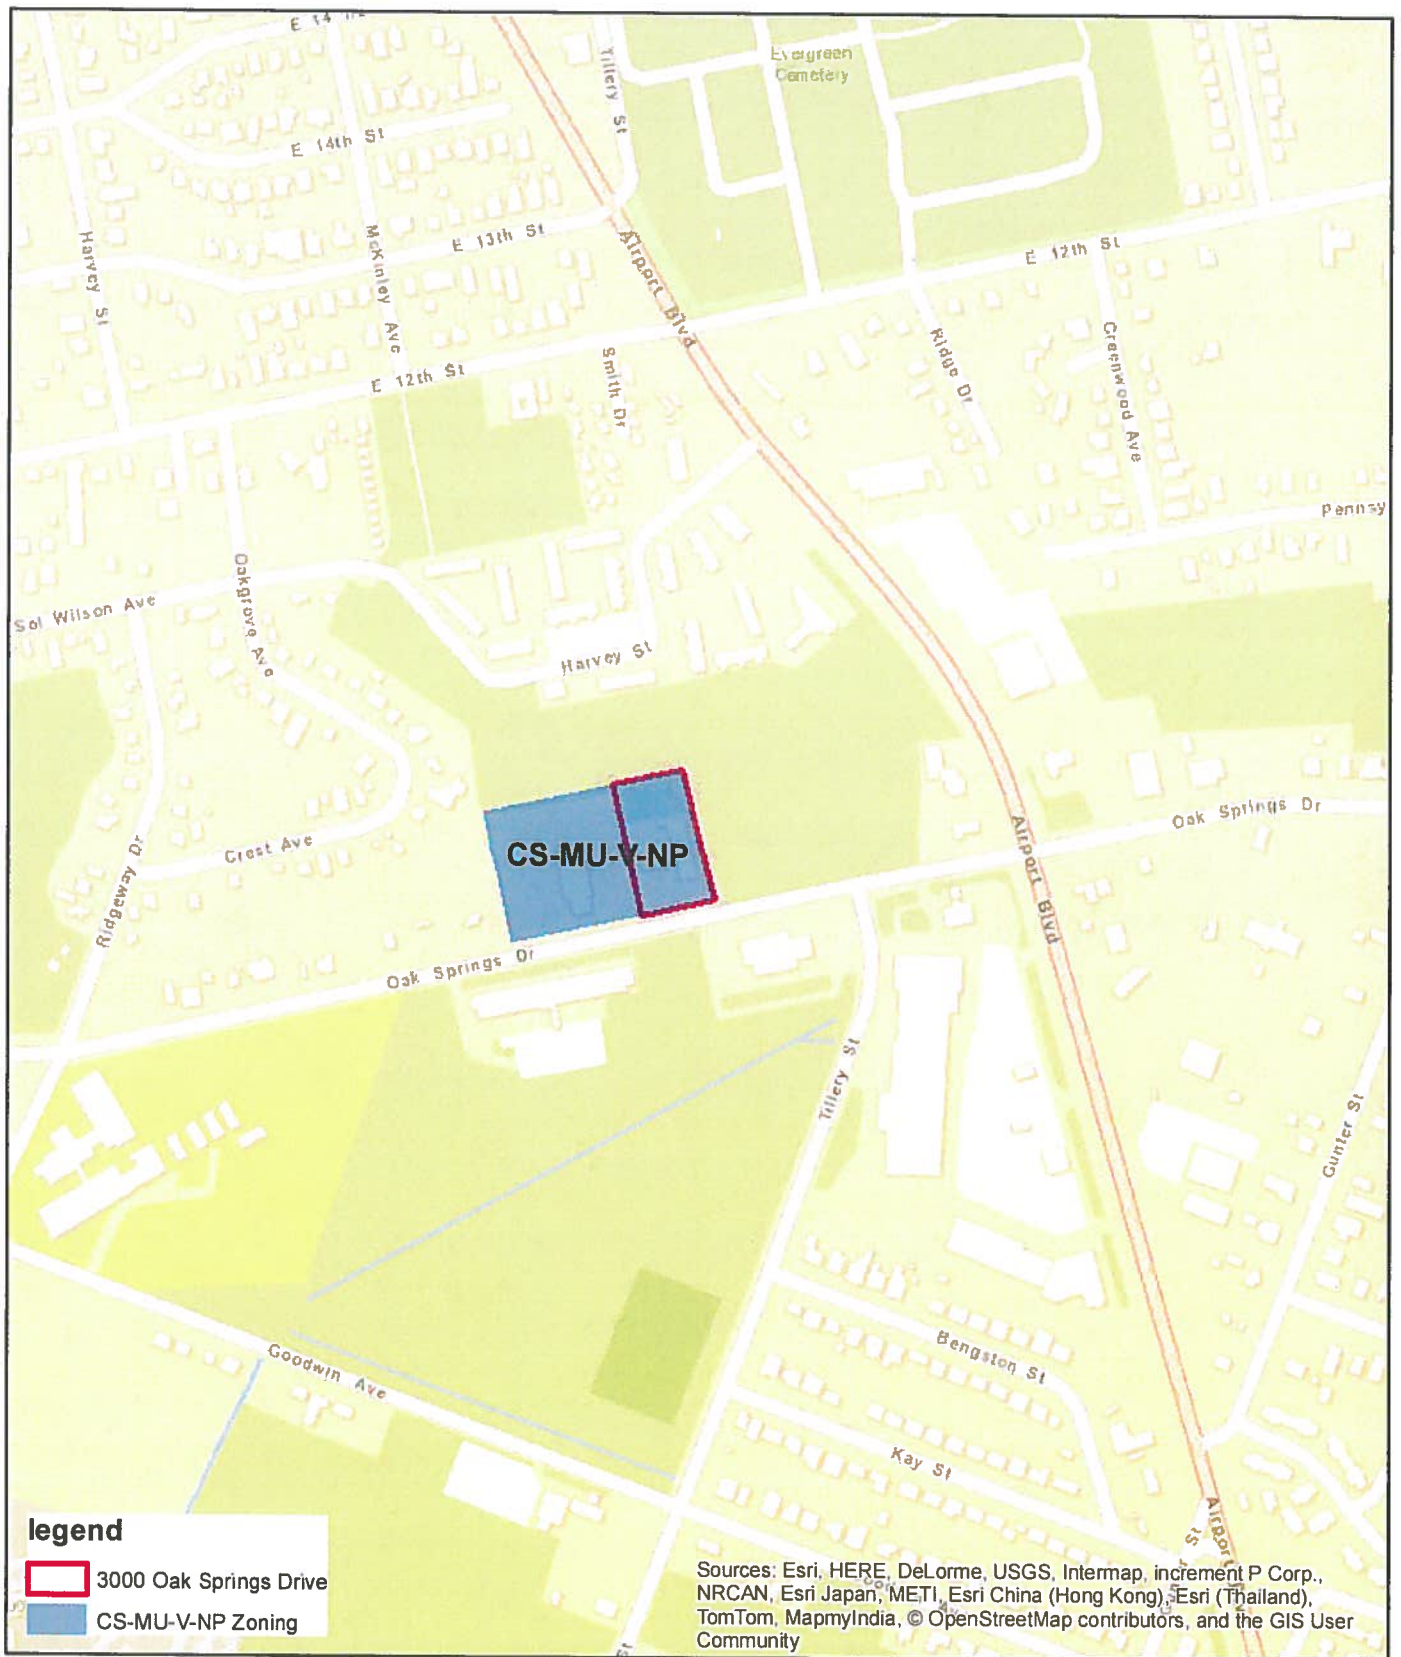 Evergreen
Cemetery
Tillery St
E 14th St
E 13th St
Harvey St
McKinley Ave
Airport Blvd
E 12th St
E 12th St
Smith Dr
Ridge Dr
Greenwood Ave
Pennsy
Oakgrove Ave
Sol Wilson Ave
Harvey St
Oak Springs Dr
Airport Blvd
Crest Ave
Ridgeway Dr
CS-MU-V-NP
Oak Springs Dr
Tillery St
Gunter St
Bengston St
Goodwin Ave
Kay St
Airport
legend
3000 Oak Springs Drive
CS-MU-V-NP Zoning
Sources: Esri, HERE, DeLorme, USGS, Intermap, increment P Corp.,
NRCAN, Esri Japan, METI, Esri China (Hong Kong), Esri (Thailand),
TomTom, MapmyIndia, © OpenStreetMap contributors, and the GIS User
Community